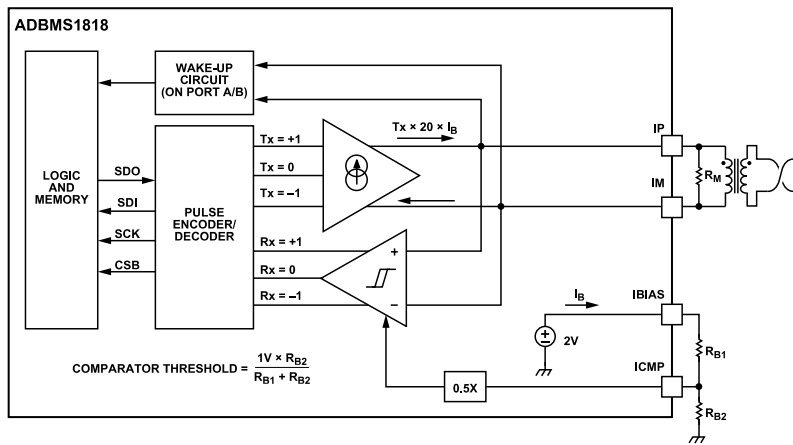 ADBMS1818
WAKE-UP
CIRCUIT
(ON PORT A/B)
LOGIC
AND
MEMORY
SDO
SDI
SCK
CSB
PULSE
ENCODER/
DECODER
Tx = +1
Tx = 0
Tx = –1
Rx = +1
Rx = 0
Rx = –1
Tx × 20 × IB
+
–
IP
IM
RM
IB
IBIAS
+
–
2V
ICMP
RB1
RB2
0.5X
COMPARATOR THRESHOLD = 1V × RB2
RB1 + RB2